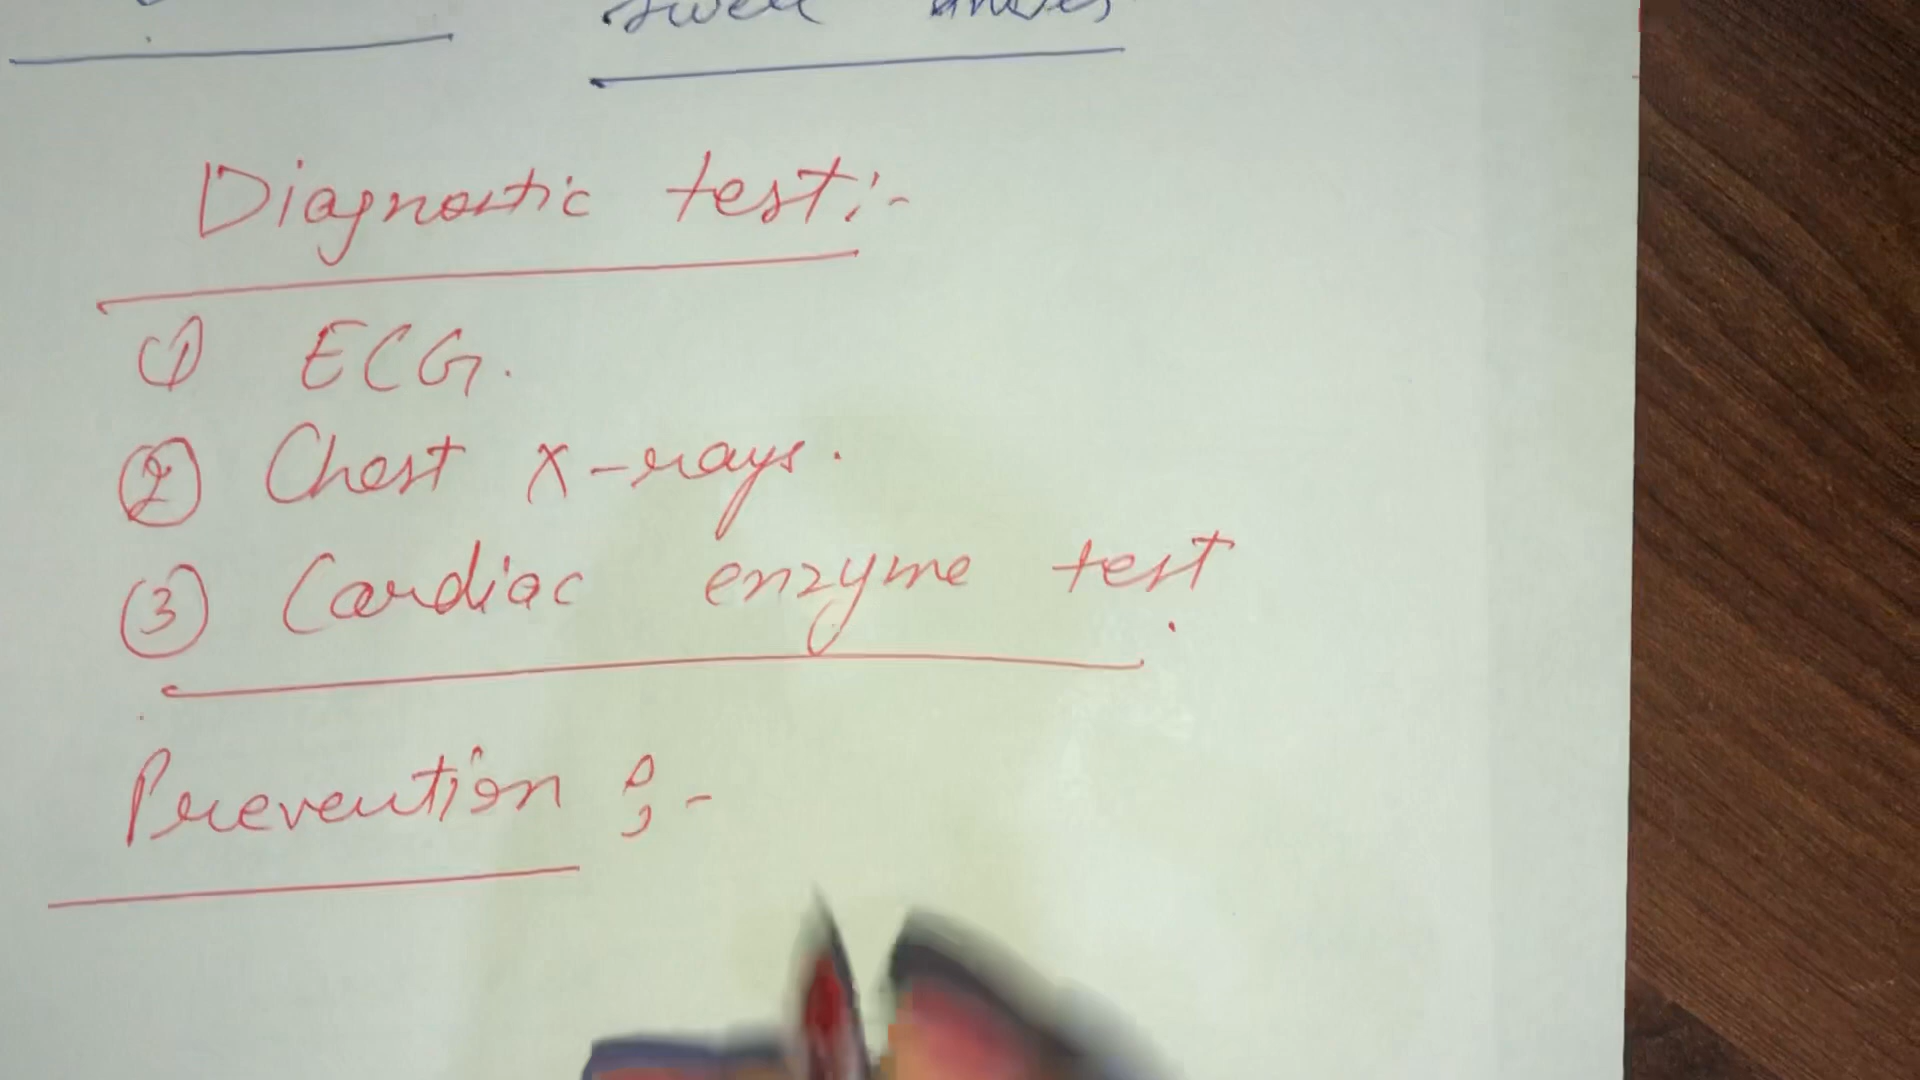 Diagnostic test:-
① ECG.
② Chest X-rays.
③ Cardiac enzyme test.
Prevention :-